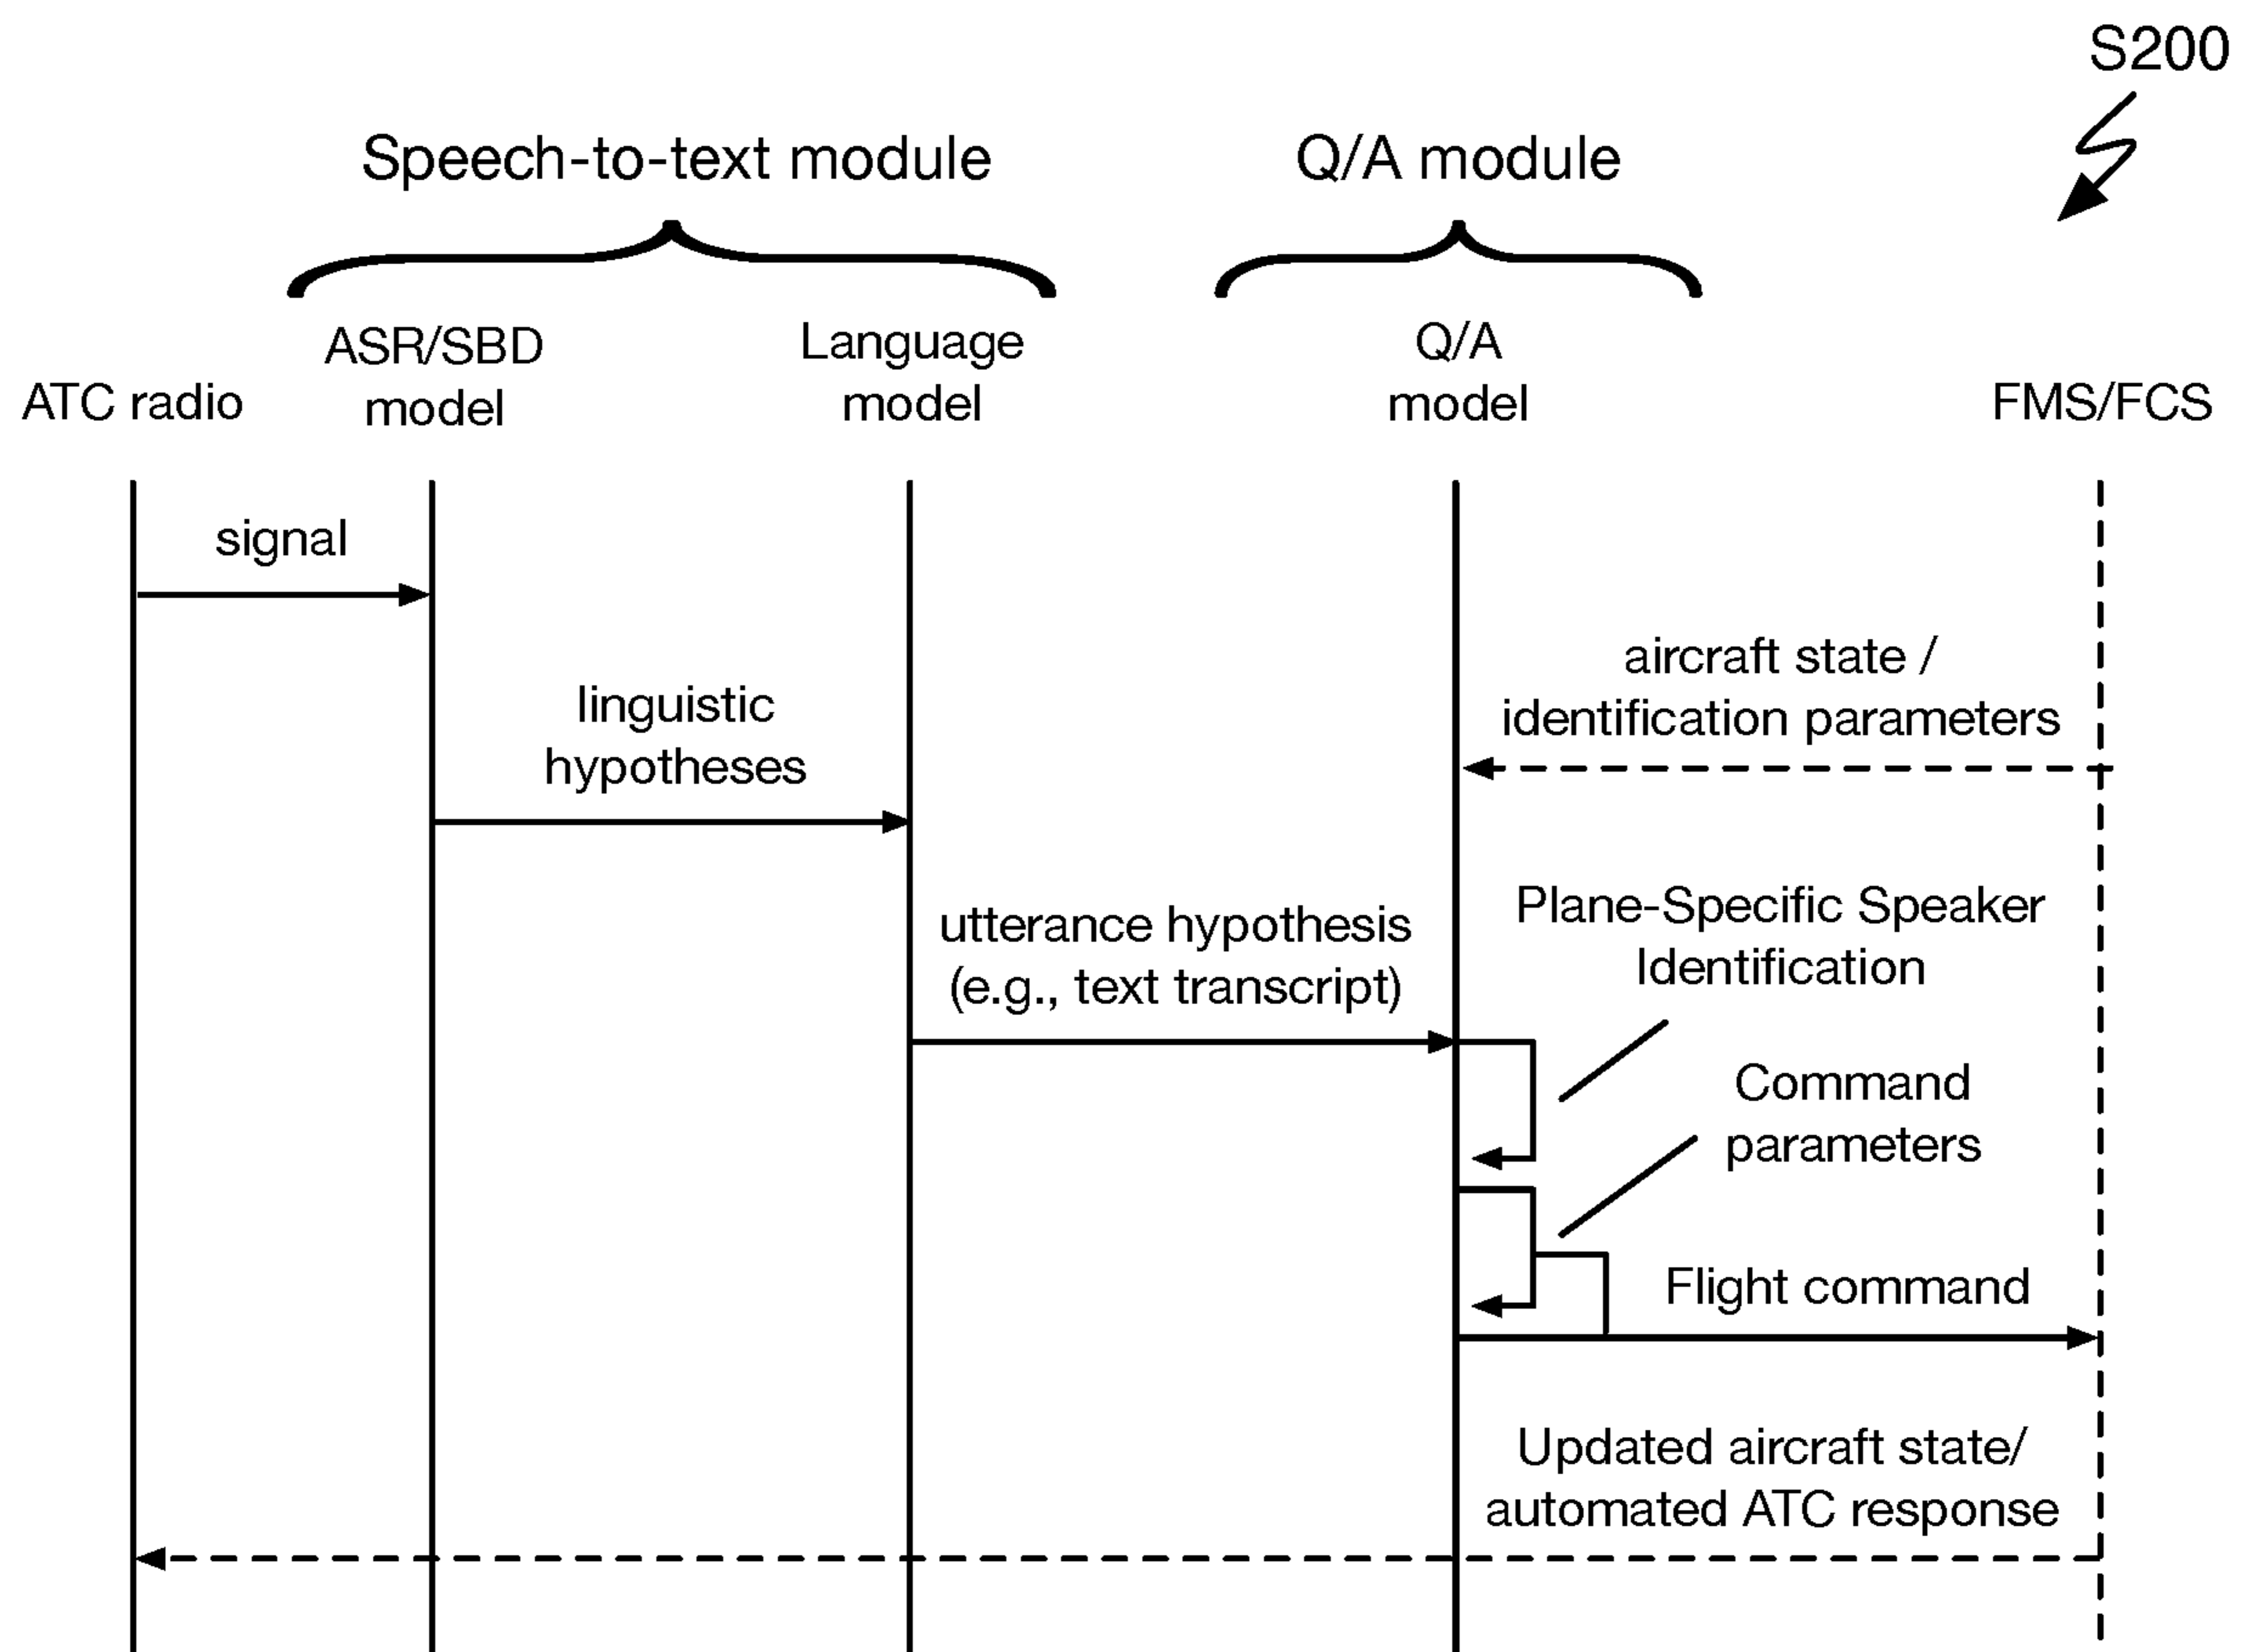 S200
Speech-to-text module
Q/A module
ATC radio
ASR/SBD
model
Language
model
Q/A
model
FMS/FCS
signal
aircraft state /
identification parameters
linguistic
hypotheses
Plane-Specific Speaker
Identification
utterance hypothesis
(e.g., text transcript)
Command
parameters
Flight command
Updated aircraft state/
automated ATC response